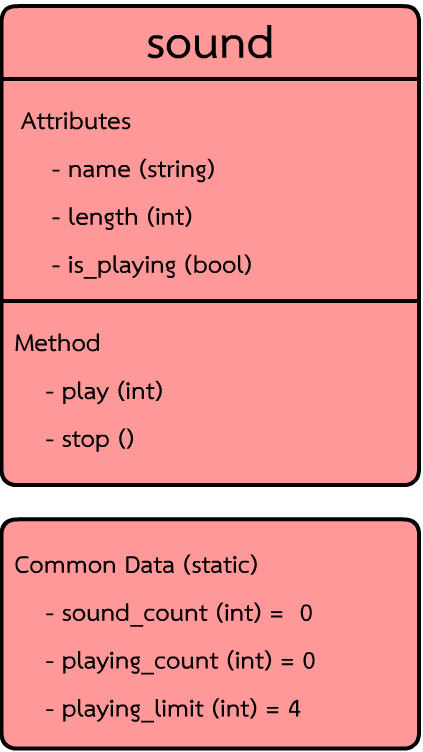 sound
Attributes
- name (string)
- length (int)
- is_playing (bool)
Method
- play (int)
- stop ()
Common Data (static)
- sound_count (int) =  0
- playing_count (int) = 0
- playing_limit (int) = 4